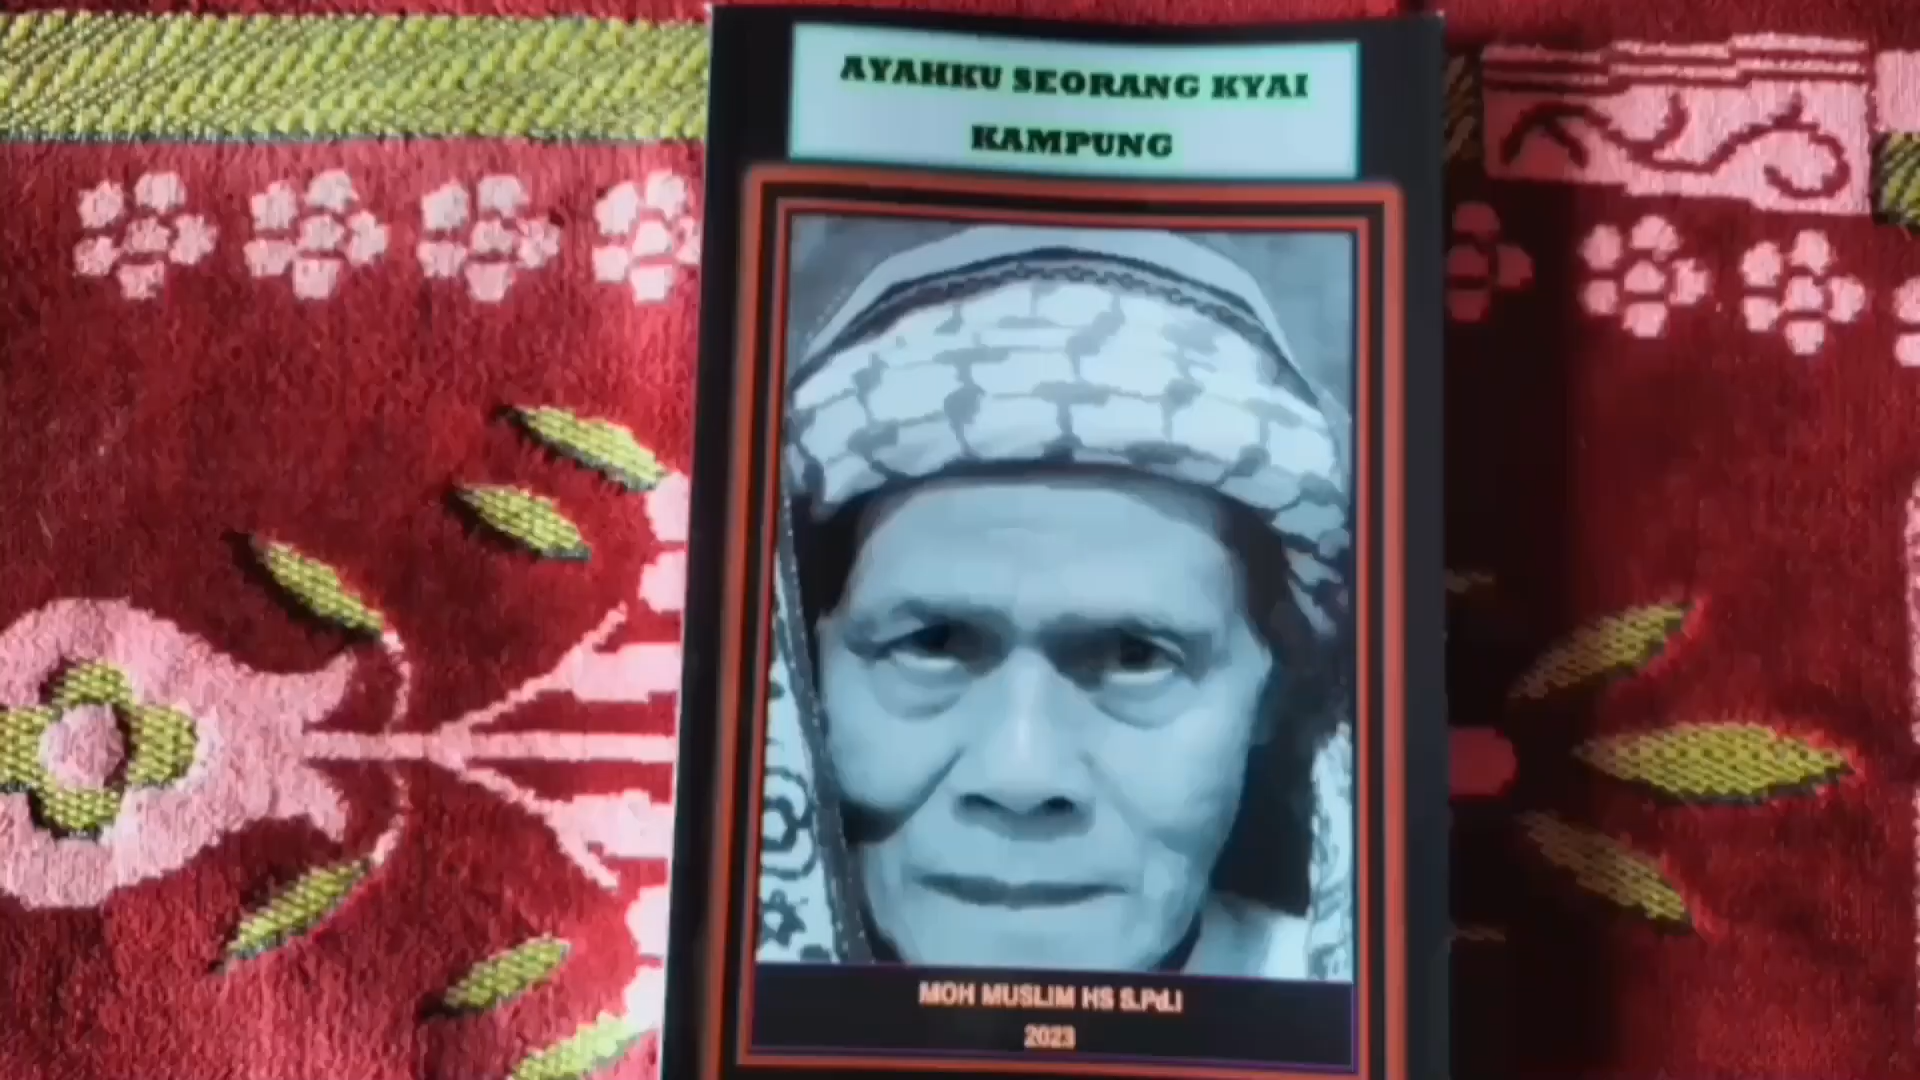 AYAHKU SEORANG KYAI
KAMPUNG
MOH MUSLIM HS S.Pd.I
2023